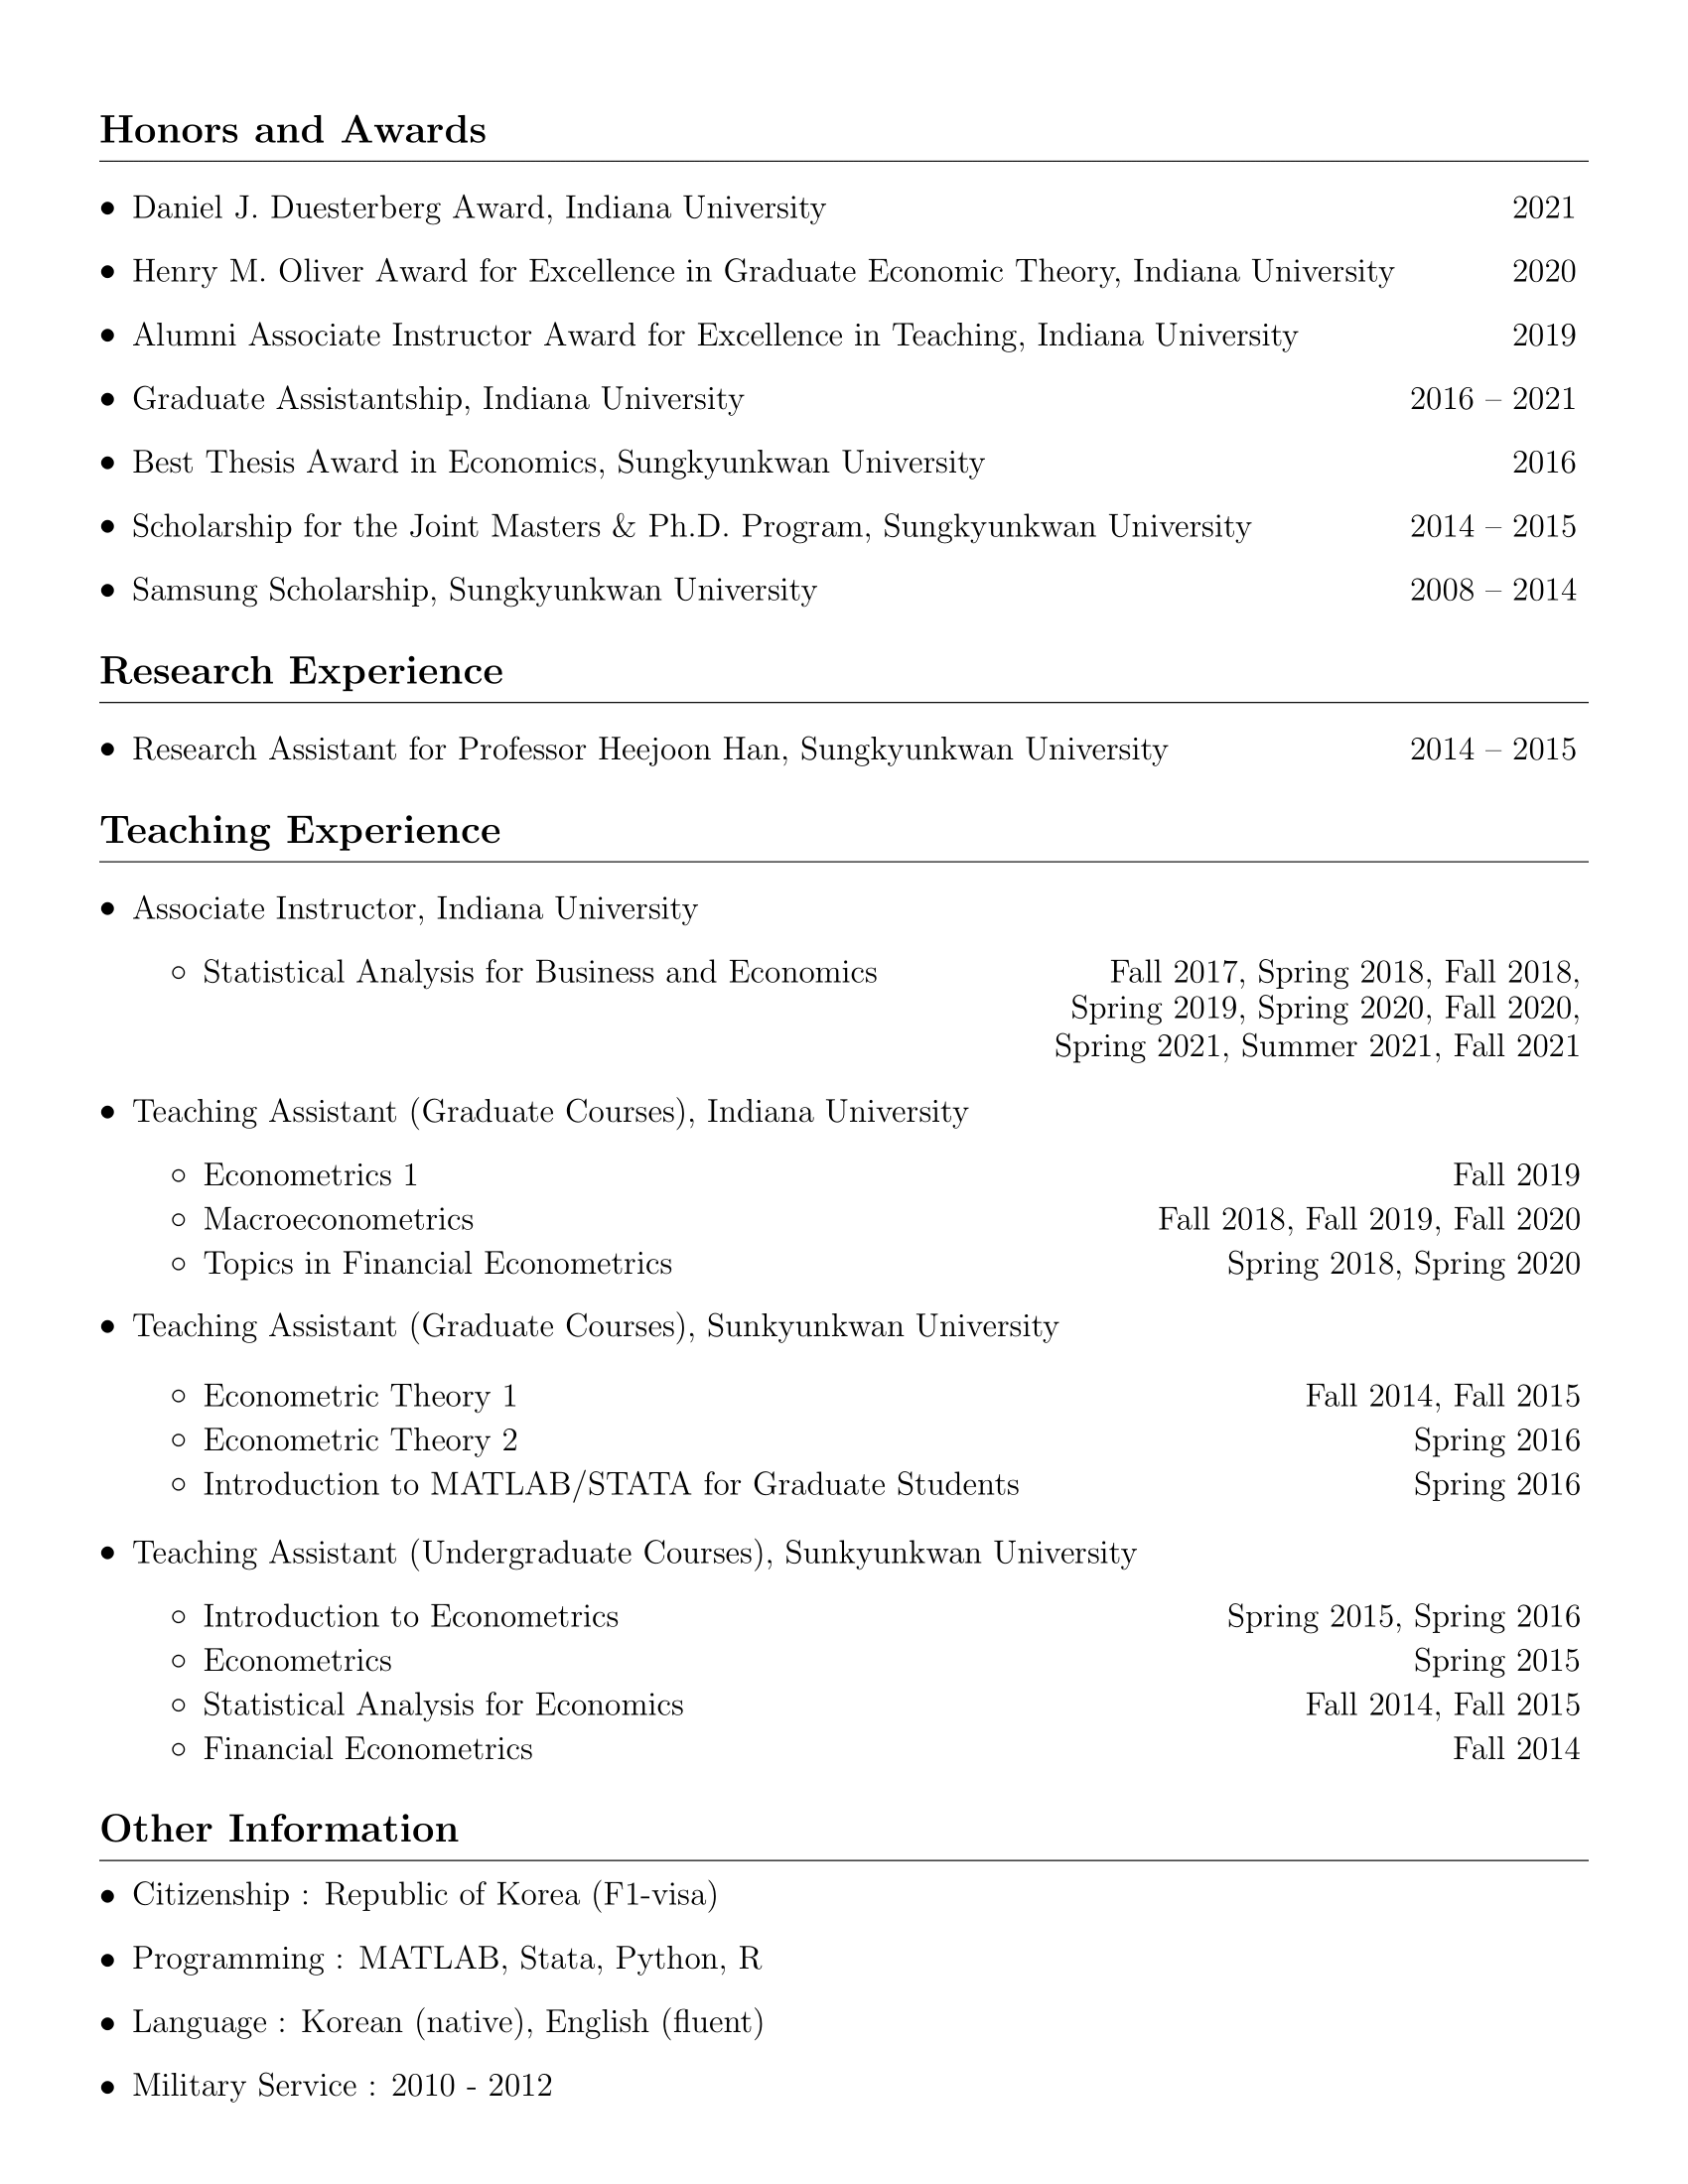 Honors and Awards
• Daniel J. Duesterberg Award, Indiana University 2021
• Henry M. Oliver Award for Excellence in Graduate Economic Theory, Indiana University 2020
• Alumni Associate Instructor Award for Excellence in Teaching, Indiana University 2019
• Graduate Assistantship, Indiana University 2016 – 2021
• Best Thesis Award in Economics, Sungkyunkwan University 2016
• Scholarship for the Joint Masters & Ph.D. Program, Sungkyunkwan University 2014 – 2015
• Samsung Scholarship, Sungkyunkwan University 2008 – 2014
Research Experience
• Research Assistant for Professor Heejoon Han, Sungkyunkwan University 2014 – 2015
Teaching Experience
• Associate Instructor, Indiana University
◦ Statistical Analysis for Business and Economics Fall 2017, Spring 2018, Fall 2018,
Spring 2019, Spring 2020, Fall 2020,
Spring 2021, Summer 2021, Fall 2021
• Teaching Assistant (Graduate Courses), Indiana University
◦ Econometrics 1 Fall 2019
◦ Macroeconometrics Fall 2018, Fall 2019, Fall 2020
◦ Topics in Financial Econometrics Spring 2018, Spring 2020
• Teaching Assistant (Graduate Courses), Sunkyunkwan University
◦ Econometric Theory 1 Fall 2014, Fall 2015
◦ Econometric Theory 2 Spring 2016
◦ Introduction to MATLAB/STATA for Graduate Students Spring 2016
• Teaching Assistant (Undergraduate Courses), Sunkyunkwan University
◦ Introduction to Econometrics Spring 2015, Spring 2016
◦ Econometrics Spring 2015
◦ Statistical Analysis for Economics Fall 2014, Fall 2015
◦ Financial Econometrics Fall 2014
Other Information
• Citizenship : Republic of Korea (F1-visa)
• Programming : MATLAB, Stata, Python, R
• Language : Korean (native), English (fluent)
• Military Service : 2010 - 2012